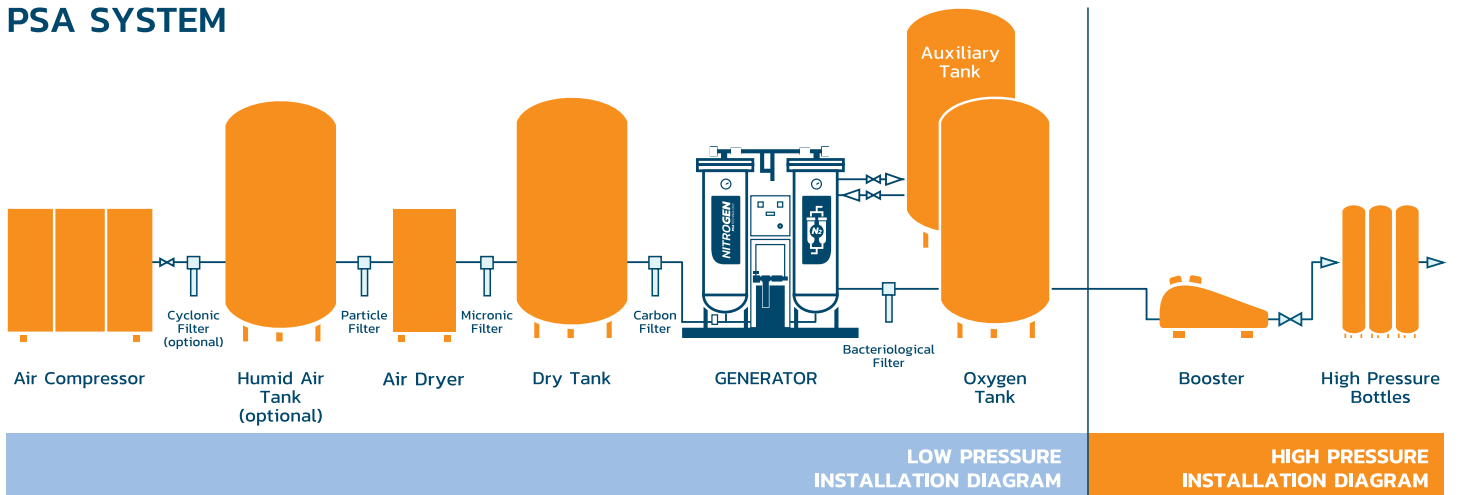 PSA SYSTEM
Auxiliary
Tank
NITROGEN
N₂
Cyclonic
Filter
(optional)
Particle
Filter
Micronic
Filter
Carbon
Filter
Bacteriological
Filter
Air Compressor
Humid Air
Tank
(optional)
Air Dryer
Dry Tank
GENERATOR
Oxygen
Tank
Booster
High Pressure
Bottles
LOW PRESSURE
INSTALLATION DIAGRAM
HIGH PRESSURE
INSTALLATION DIAGRAM